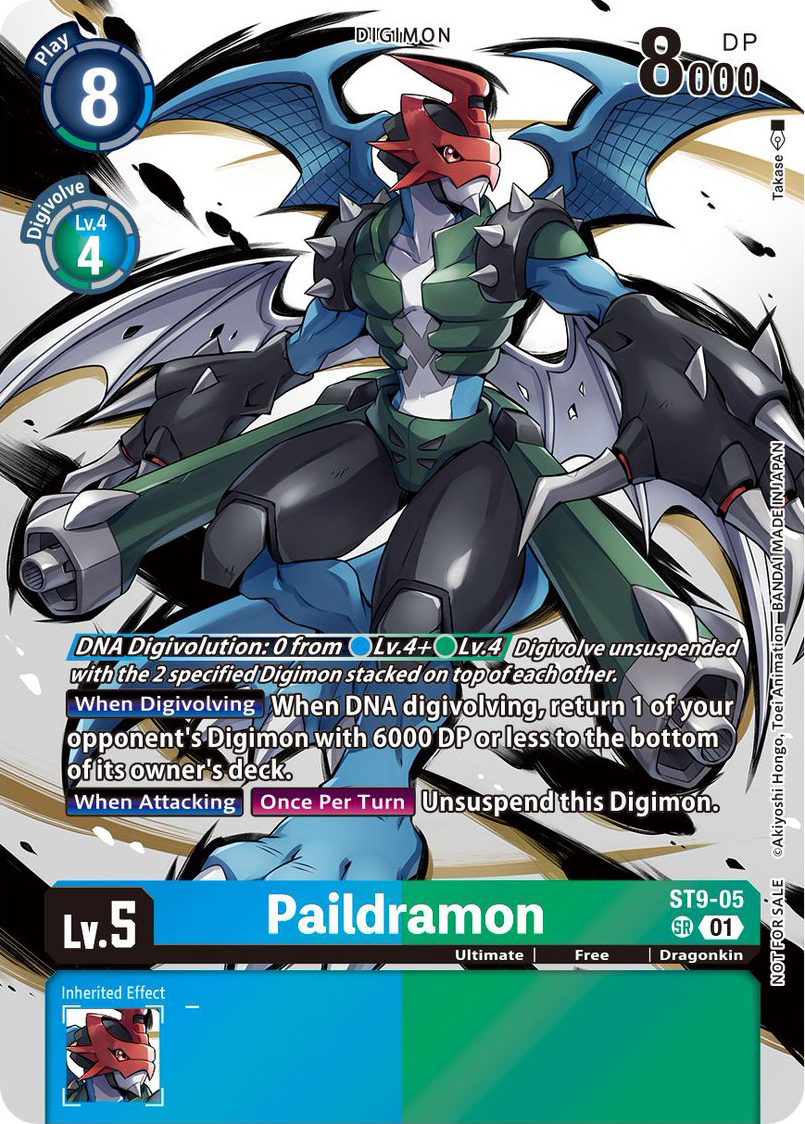 DIGIMON
Play
8
8000
DP
Digivolve
Lv.4
4
Takase
DNA Digivolution: 0 from Lv.4+ Lv.4 Digivolve unsuspended
with the 2 specified Digimon stacked on top of each other.
When Digivolving When DNA digivolving, return 1 of your
opponent's Digimon with 6000 DP or less to the bottom
of its owner's deck.
When Attacking Once Per Turn Unsuspend this Digimon.
©Akiyoshi Hongo, Toei Animation BANDAI MADE IN JAPAN
NOT FOR SALE
Lv.5
Paildramon
ST9-05
SR 01
Ultimate | Free | Dragonkin
Inherited Effect
–